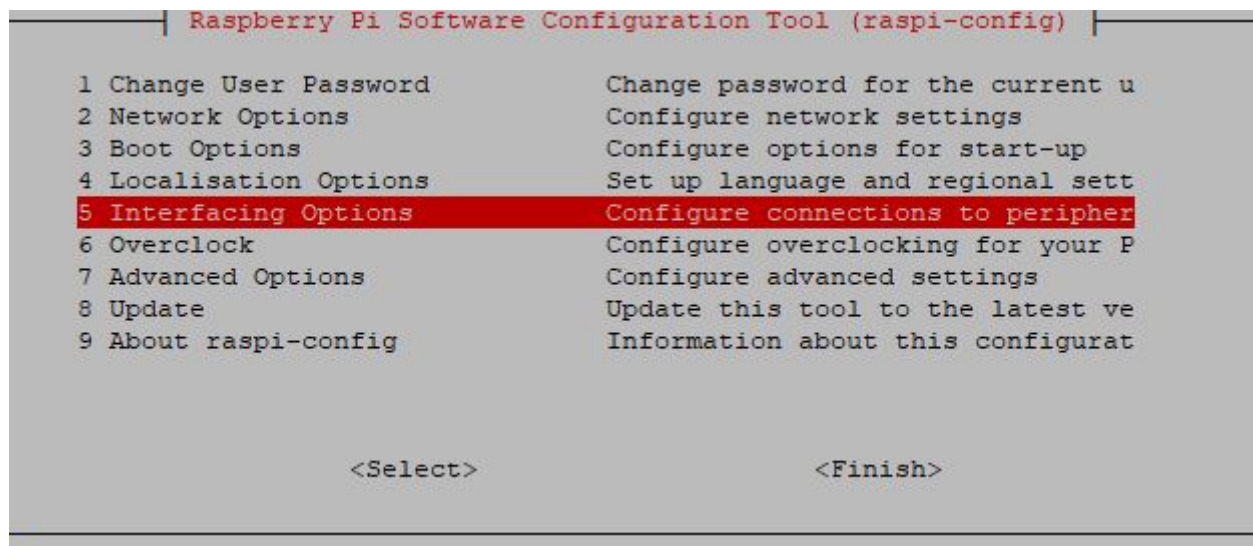 Raspberry Pi Software Configuration Tool (raspi-config)
1 Change User Password Change password for the current u
2 Network Options Configure network settings
3 Boot Options Configure options for start-up
4 Localisation Options Set up language and regional sett
5 Interfacing Options Configure connections to peripher
6 Overclock Configure overclocking for your P
7 Advanced Options Configure advanced settings
8 Update Update this tool to the latest ve
9 About raspi-config Information about this configurat
<Select> <Finish>